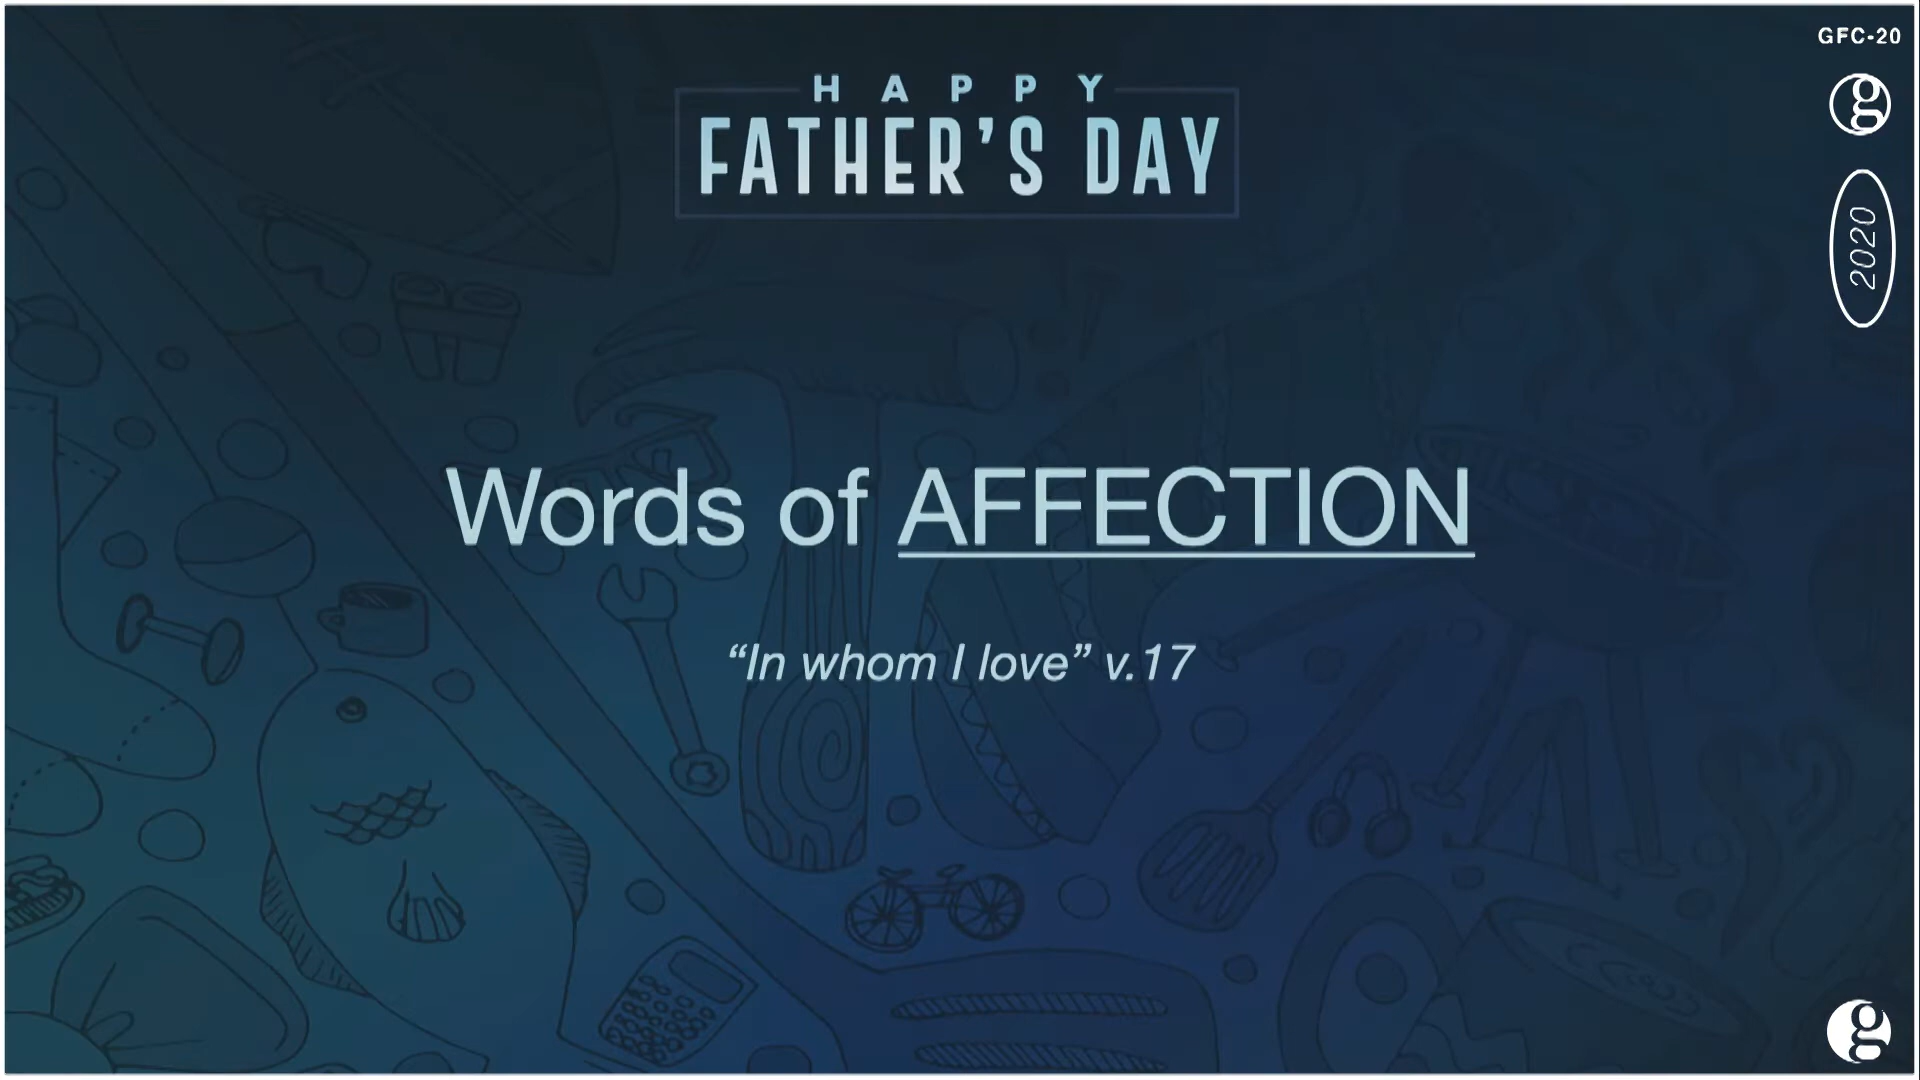 GFC-20
g
HAPPY
FATHER'S DAY
2020
Words of AFFECTION
“In whom I love” v.17
g